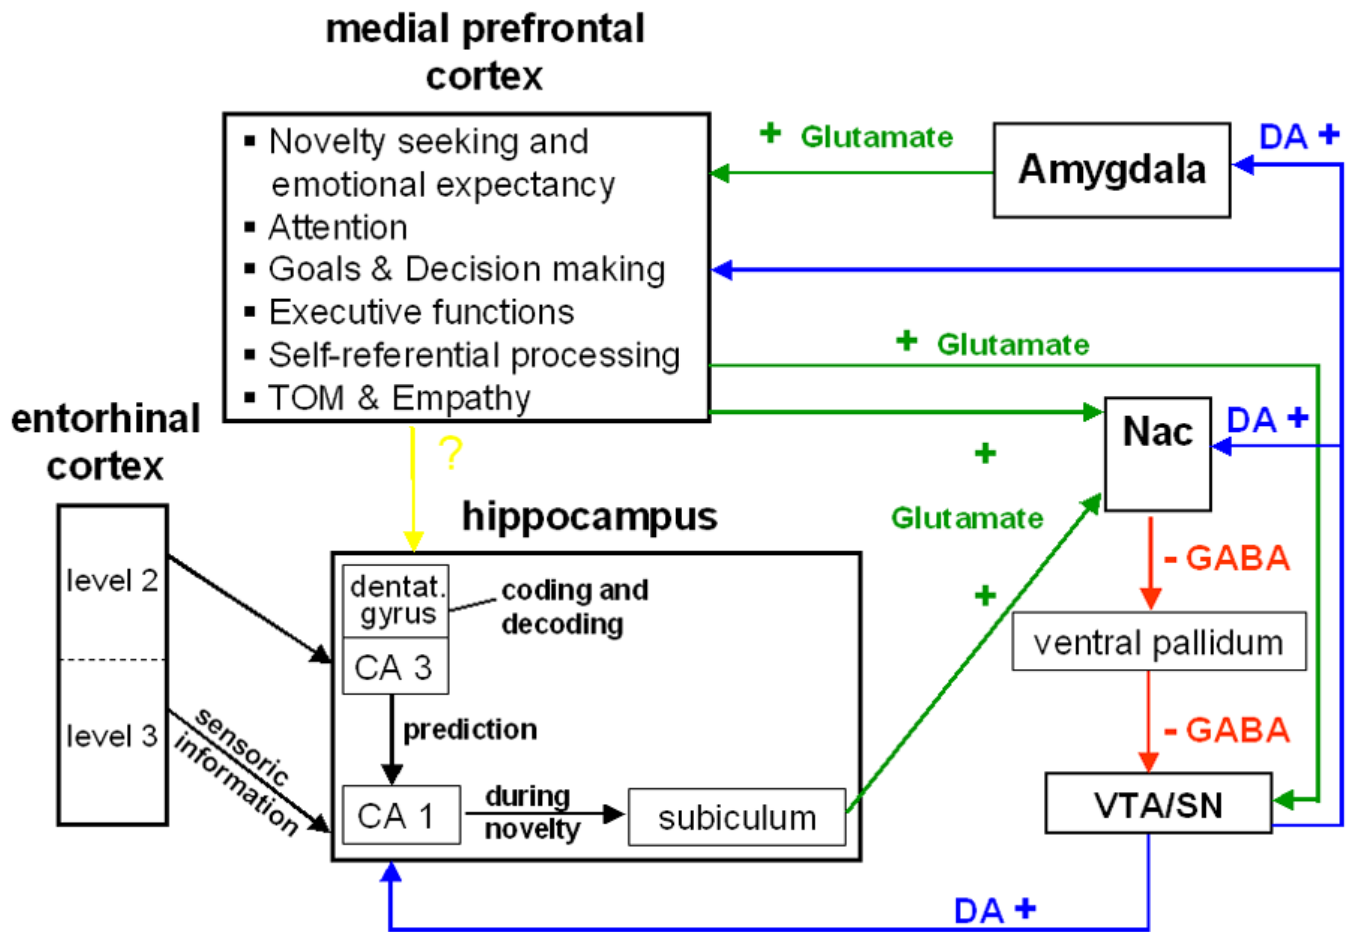 medial prefrontal
cortex
▪ Novelty seeking and
emotional expectancy
▪ Attention
▪ Goals & Decision making
▪ Executive functions
▪ Self-referential processing
▪ TOM & Empathy
+ Glutamate
Amygdala
DA +
+ Glutamate
Nac
DA +
+
Glutamate
+
- GABA
ventral pallidum
- GABA
VTA/SN
DA +
entorhinal
cortex
level 2
level 3
sensoric
information
?
hippocampus
dentat.
gyrus
coding and
decoding
CA 3
prediction
CA 1
during
novelty
subiculum